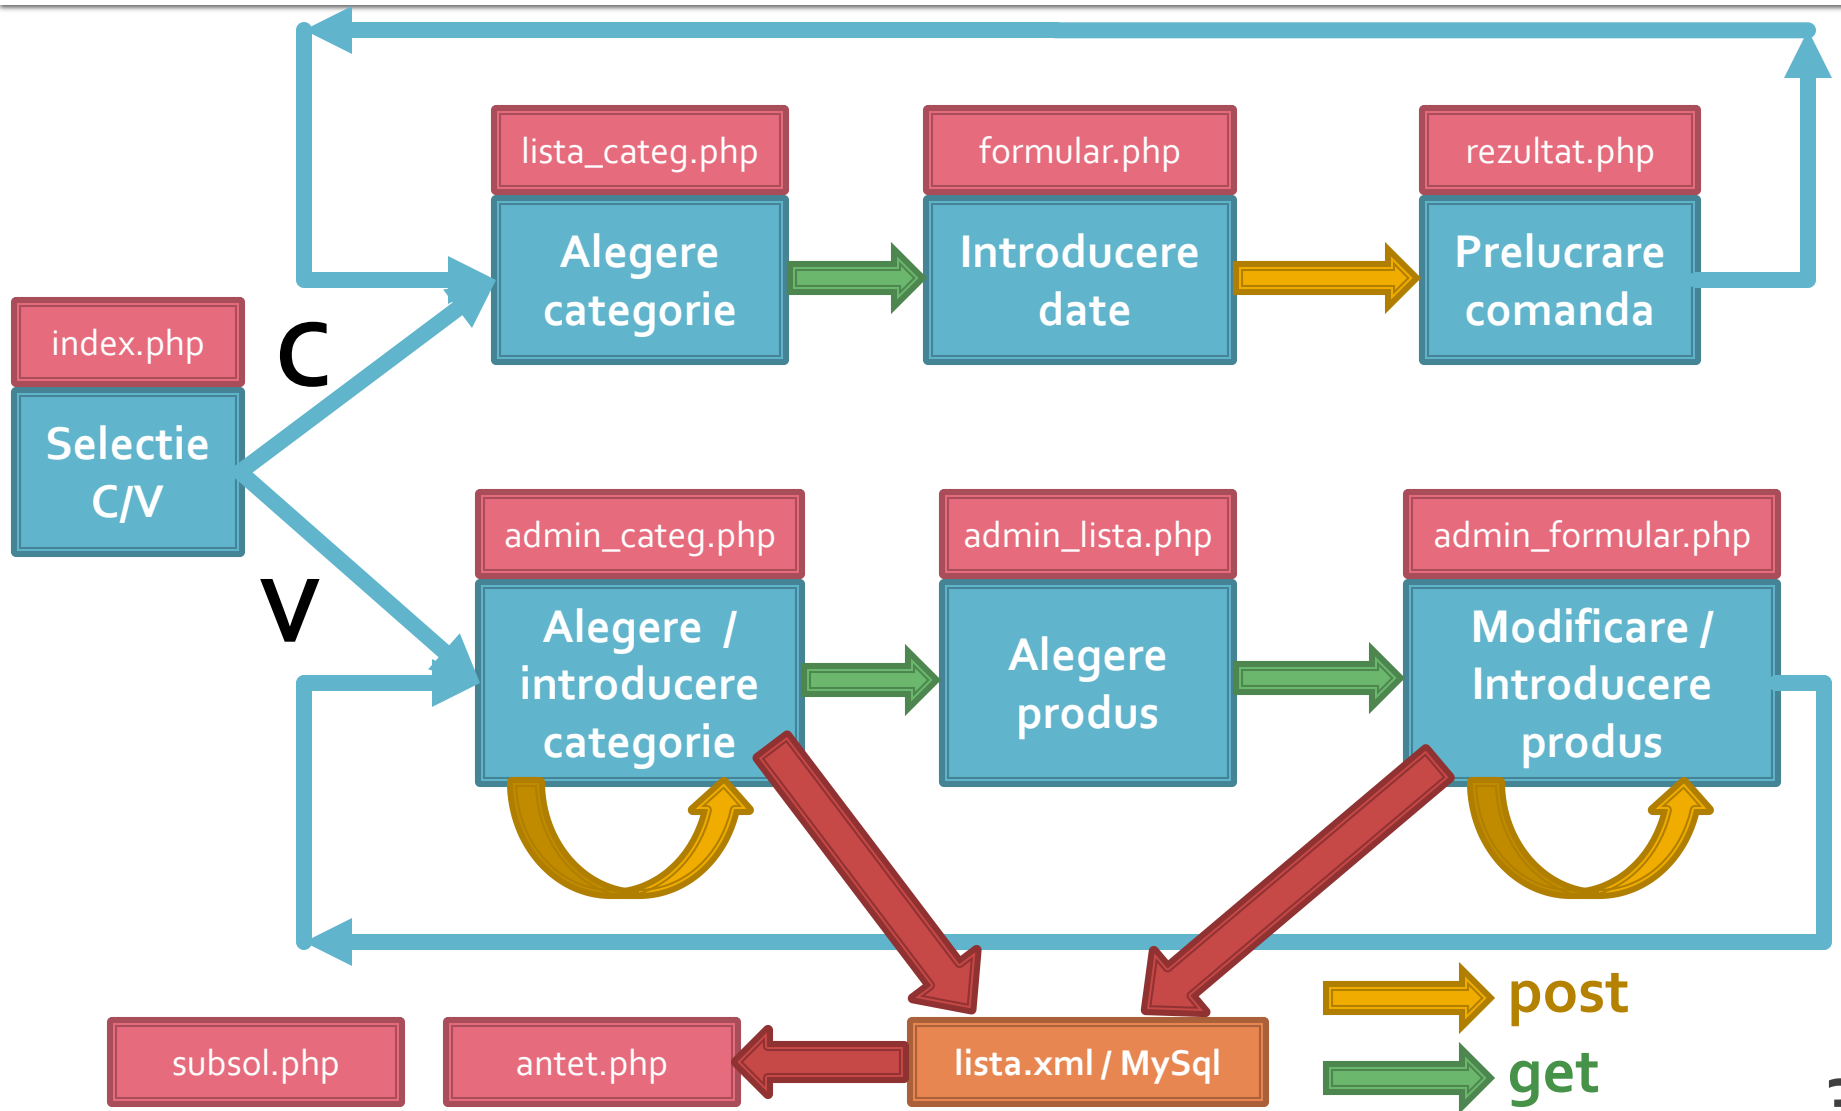 lista_categ.php
formular.php
rezultat.php
Alegere
categorie
Introducere
date
Prelucrare
comanda
index.php
C
Selectie
C/V
V
admin_categ.php
admin_lista.php
admin_formular.php
Alegere /
introducere
categorie
Alegere
produs
Modificare /
Introducere
produs
post
subsol.php
antet.php
lista.xml / MySql
get